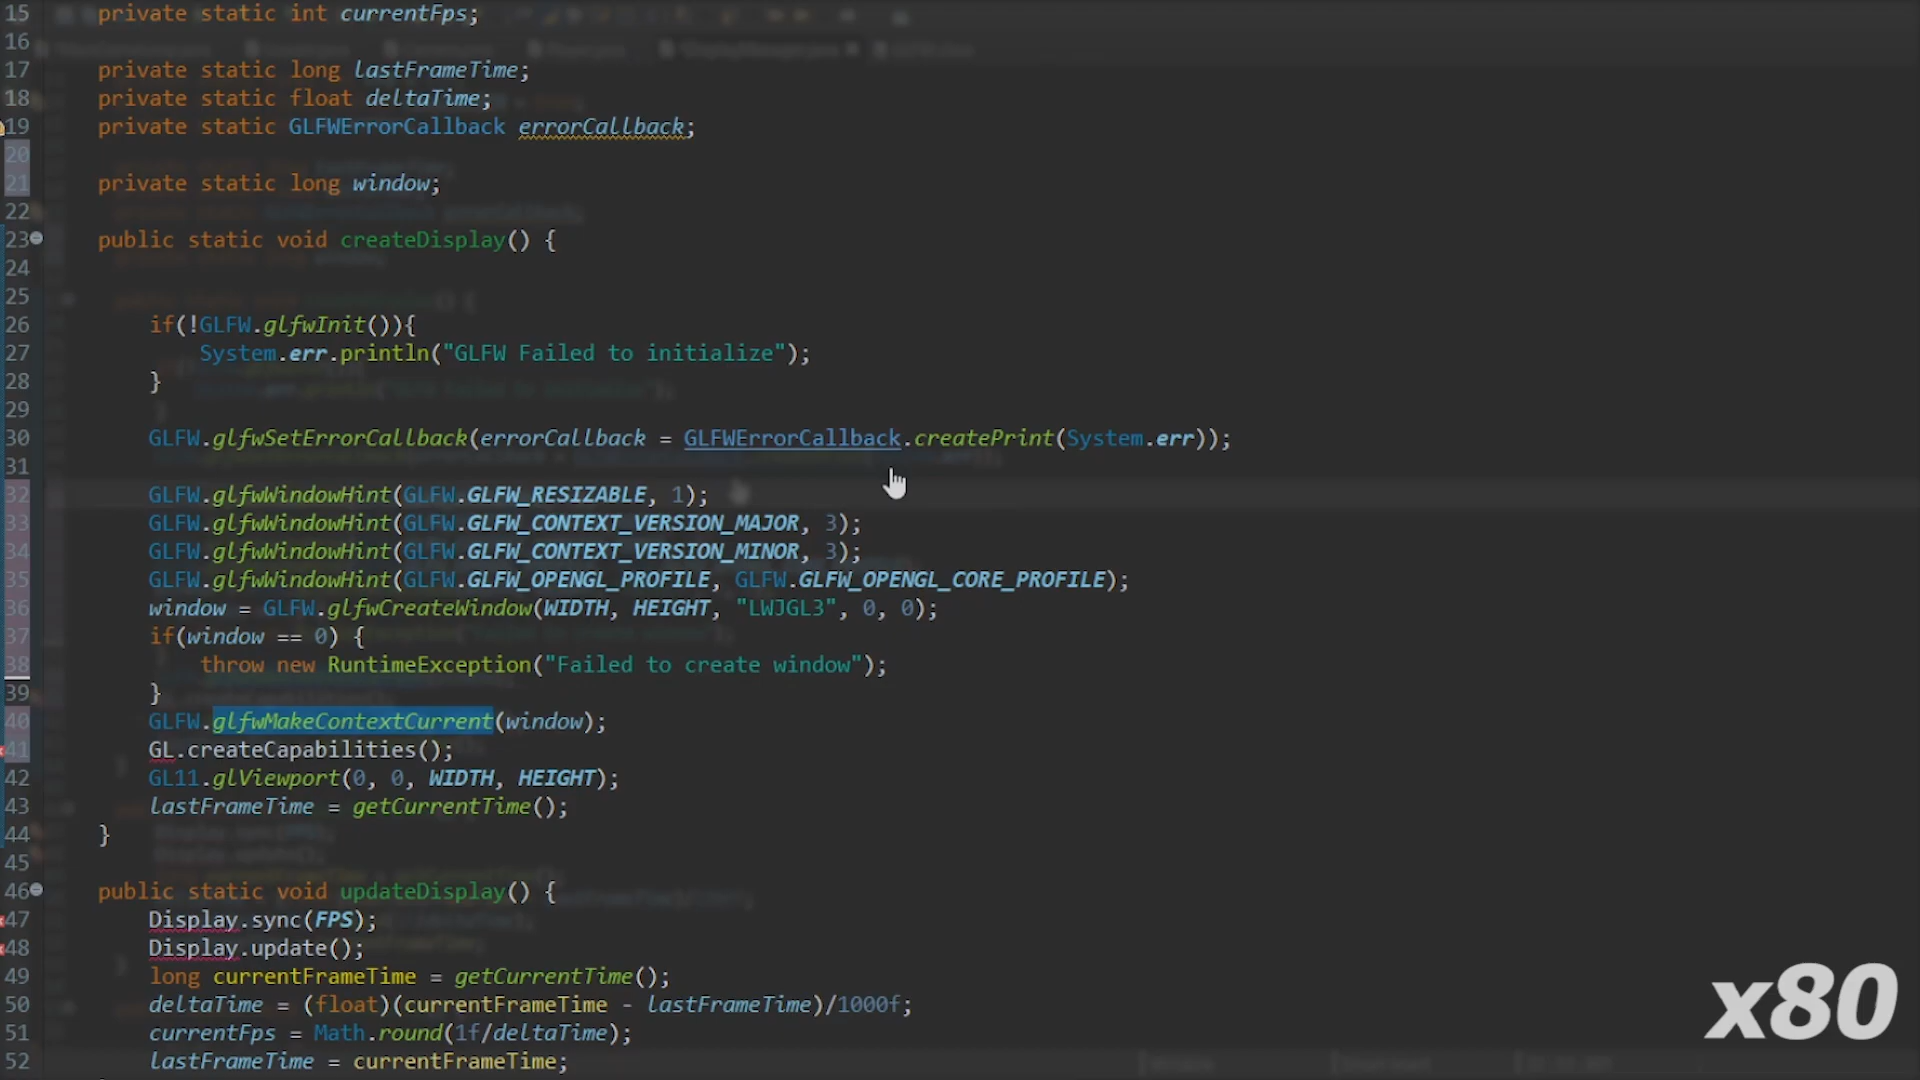 15 private static int currentFps;
16
17 private static long lastFrameTime;
18 private static float deltaTime;
19 private static GLFWErrorCallback errorCallback;
20
21 private static long window;
22
23 public static void createDisplay() {
24
25
26 if(!GLFW.glfwInit()){
27 System.err.println("GLFW Failed to initialize");
28 }
29
30 GLFW.glfwSetErrorCallback(errorCallback = GLFWErrorCallback.createPrint(System.err));
31
32 GLFW.glfwWindowHint(GLFW.GLFW_RESIZABLE, 1);
33 GLFW.glfwWindowHint(GLFW.GLFW_CONTEXT_VERSION_MAJOR, 3);
34 GLFW.glfwWindowHint(GLFW.GLFW_CONTEXT_VERSION_MINOR, 3);
35 GLFW.glfwWindowHint(GLFW.GLFW_OPENGL_PROFILE, GLFW.GLFW_OPENGL_CORE_PROFILE);
36 window = GLFW.glfwCreateWindow(WIDTH, HEIGHT, "LWJGL3", 0, 0);
37 if(window == 0) {
38 throw new RuntimeException("Failed to create window");
39 }
40 GLFW.glfwMakeContextCurrent(window);
41 GL.createCapabilities();
42 GL11.glViewport(0, 0, WIDTH, HEIGHT);
43 lastFrameTime = getCurrentTime();
44 }
45
46 public static void updateDisplay() {
47 Display.sync(FPS);
48 Display.update();
49 long currentFrameTime = getCurrentTime();
50 deltaTime = (float)(currentFrameTime - lastFrameTime)/1000f;
51 currentFps = Math.round(1f/deltaTime);
52 lastFrameTime = currentFrameTime;
x80